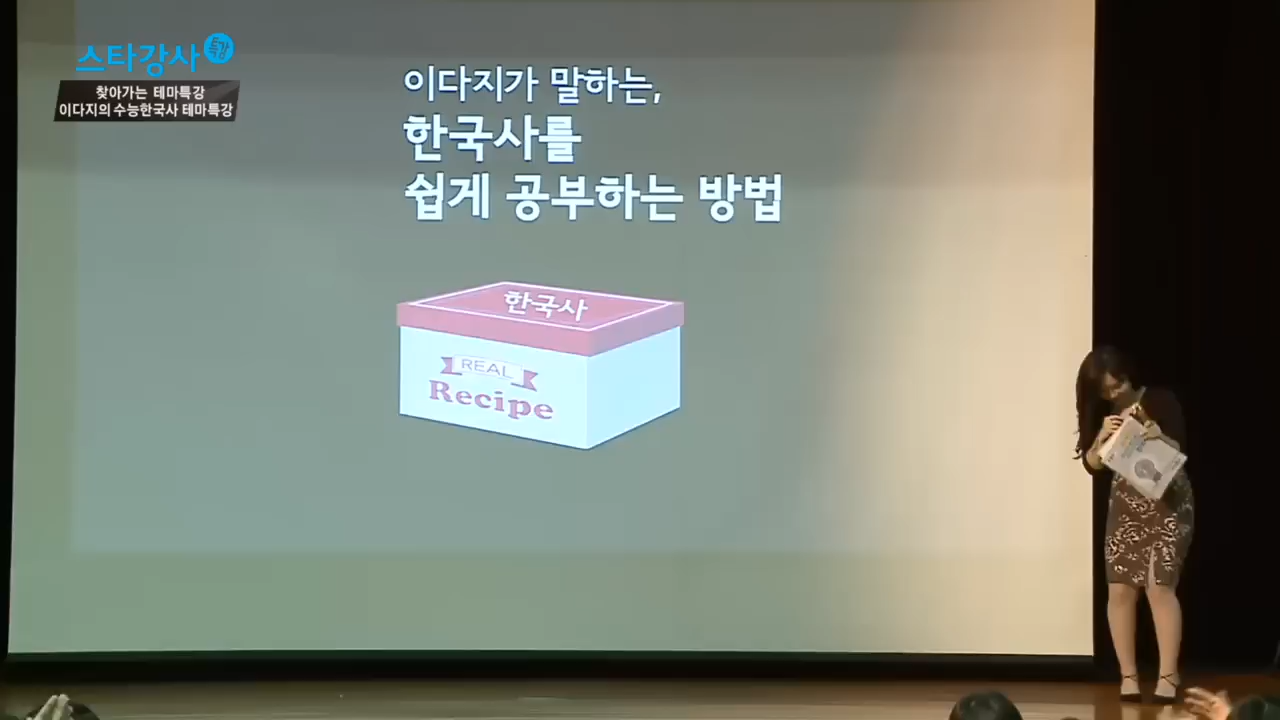 스타강사 특강
찾아가는 테마특강
이다지의 수능한국사 테마특강
이다지가 말하는,
한국사를
쉽게 공부하는 방법
한국사
REAL
Recipe